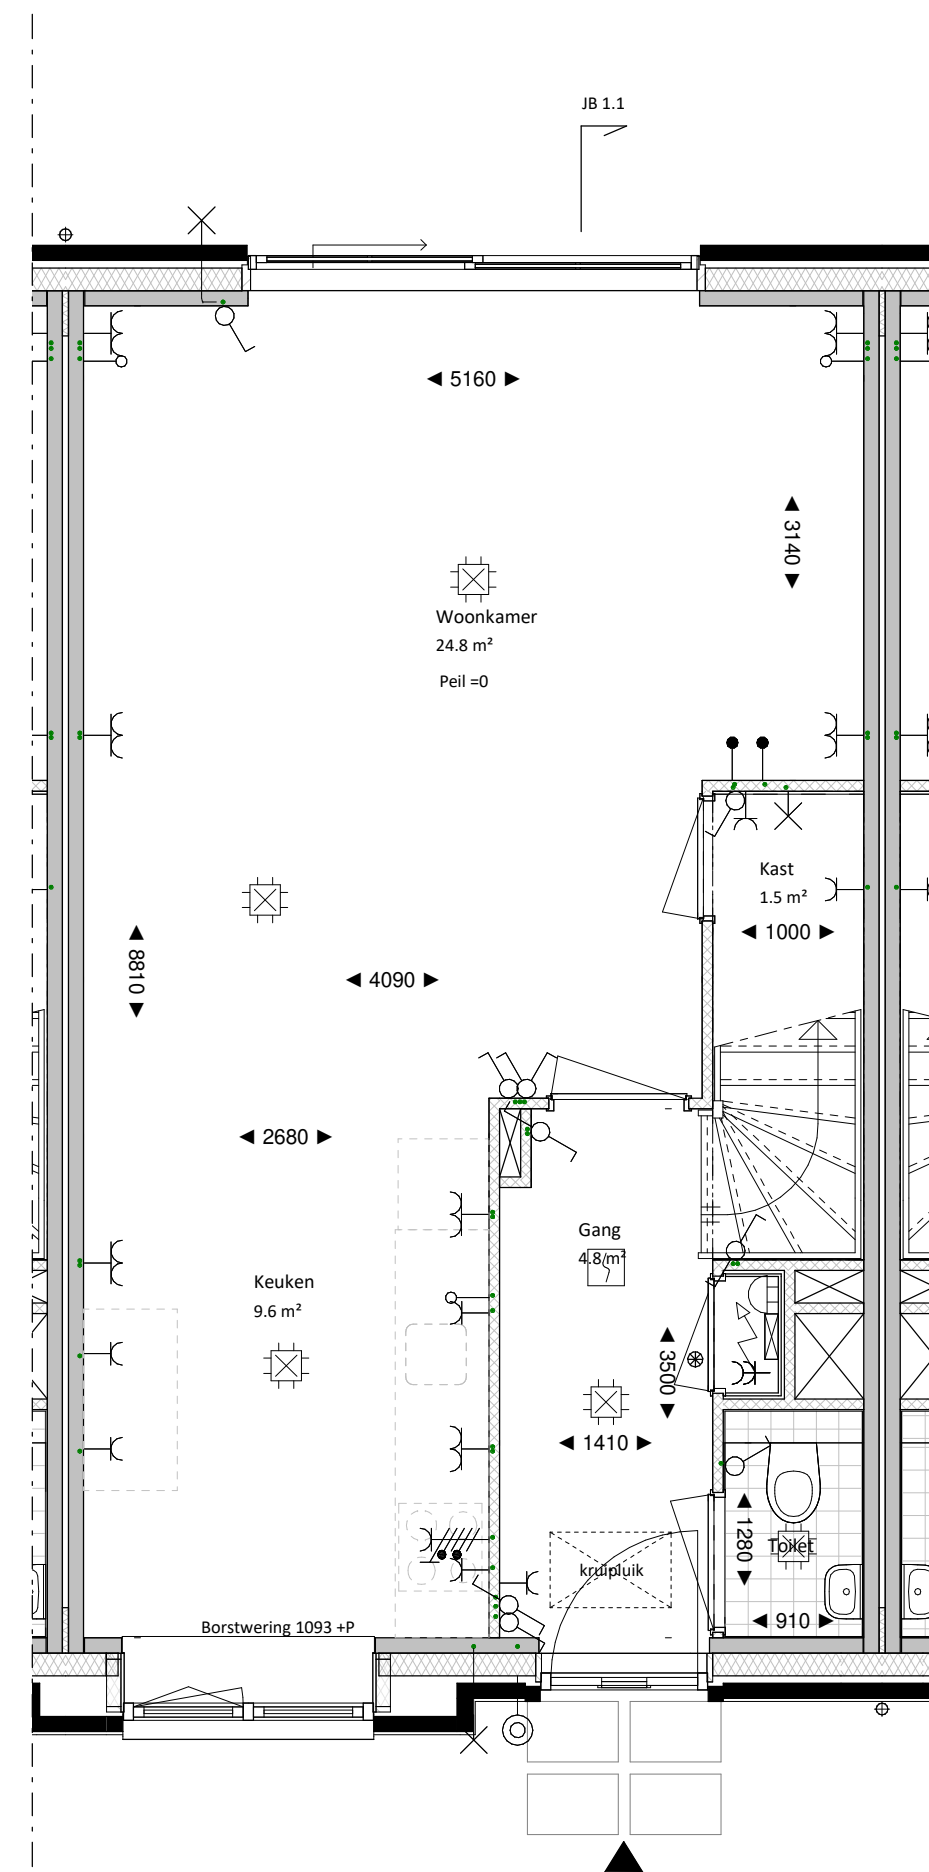 JB 1.1
5160
3140
Woonkamer
24.8 m²
Peil =0
Kast
1.5 m²
1000
8810
4090
2680
Gang
4.8 m²
Keuken
9.6 m²
3500
1410
1280
Toilet
kruipluik
910
Borstwering 1093 +P